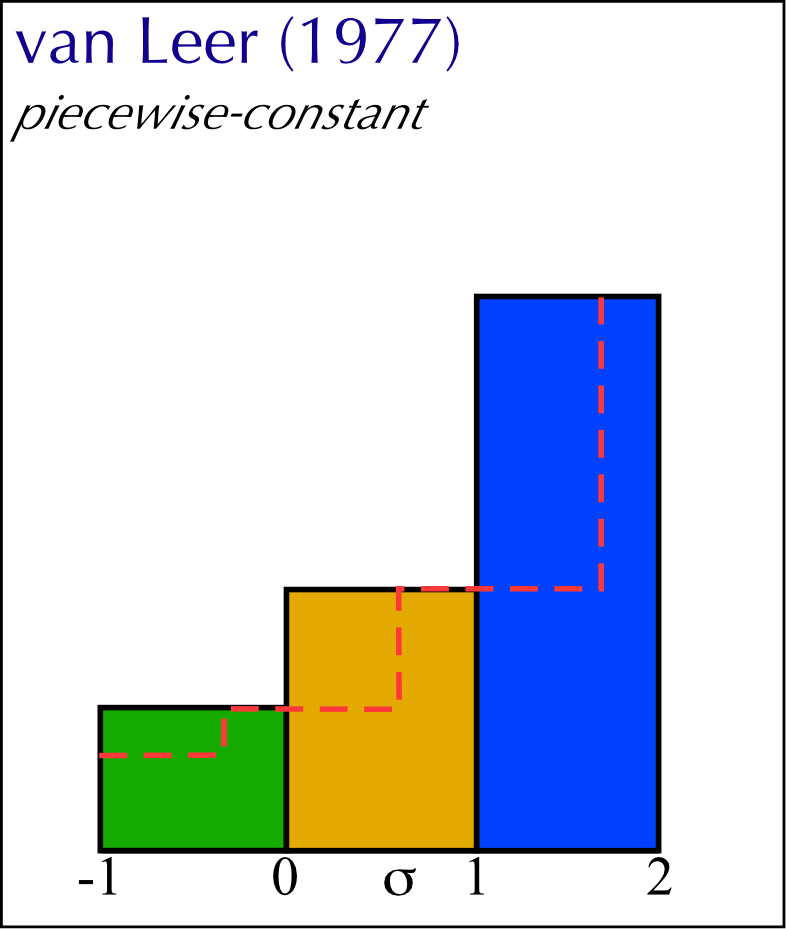 van Leer (1977)
piecewise-constant
-1 0 σ 1 2